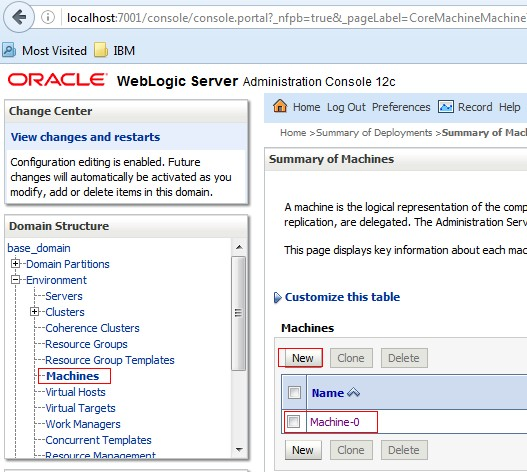 localhost:7001/console/console.portal?_nfpb=true&_pageLabel=CoreMachineMachine
Most Visited IBM
ORACLE WebLogic Server Administration Console 12c
Change Center
View changes and restarts
Configuration editing is enabled. Future
changes will automatically be activated as you
modify, add or delete items in this domain.
Domain Structure
base_domain
Domain Partitions
Environment
Servers
Clusters
Coherence Clusters
Resource Groups
Resource Group Templates
Machines
Virtual Hosts
Virtual Targets
Work Managers
Concurrent Templates
Resource Management
Home Log Out Preferences Record Help
Home >Summary of Deployments >Summary of Mac
Summary of Machines
A machine is the logical representation of the comp
replication, are delegated. The Administration Serv
This page displays key information about each mac
Customize this table
Machines
New Clone Delete
Name
Machine-0
New Clone Delete